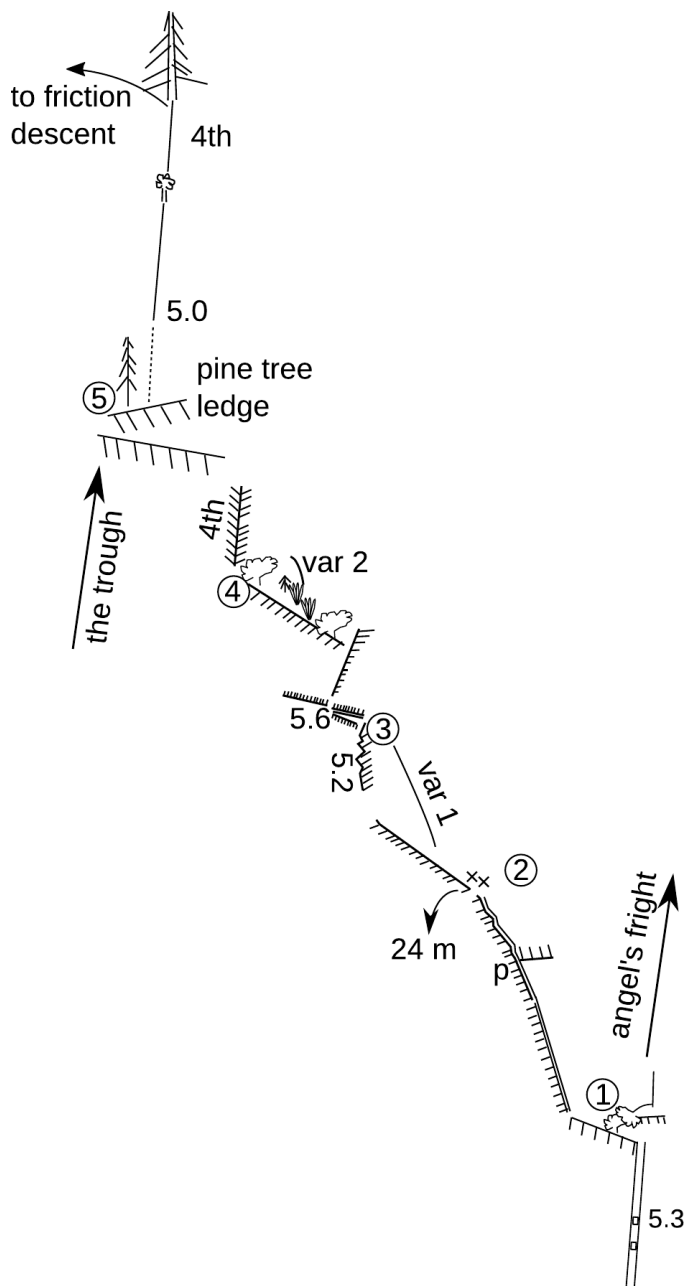 to friction
descent
4th
5.0
5
pine tree
ledge
the trough
4th
var 2
4
5.6
3
5.2
var 1
2
24 m
p
angel's fright
1
5.3